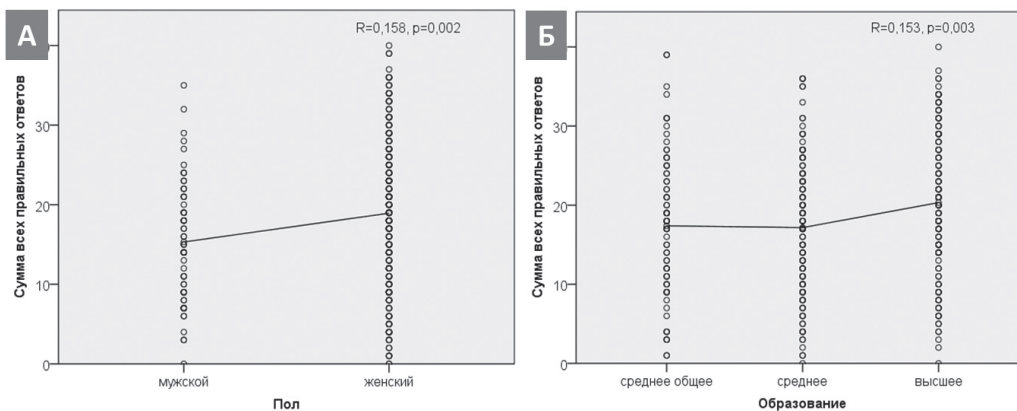 А
R=0,158, p=0,002
Сумма всех правильных ответов
30
20
10
0
мужской
женский
Пол
Б
R=0,153, p=0,003
Сумма всех правильных ответов
30
20
10
0
среднее общее
среднее
высшее
Образование